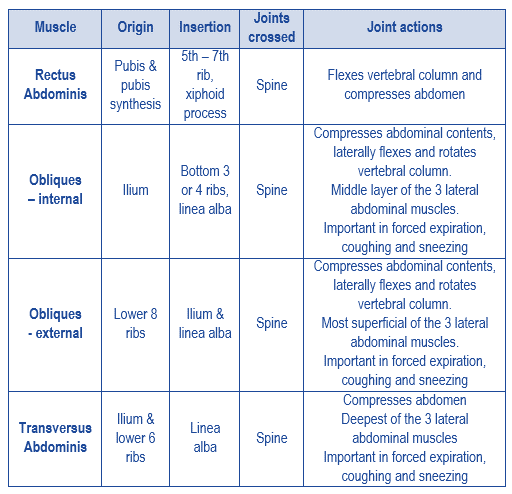 Muscle
Origin
Insertion
Joints
crossed
Joint actions
Rectus
Abdominis
Pubis &
pubis
synthesis
5th – 7th
rib,
xiphoid
process
Spine
Flexes vertebral column and
compresses abdomen
Obliques
– internal
Ilium
Bottom 3
or 4 ribs,
linea alba
Spine
Compresses abdominal contents,
laterally flexes and rotates
vertebral column.
Middle layer of the 3 lateral
abdominal muscles.
Important in forced expiration,
coughing and sneezing
Obliques
- external
Lower 8
ribs
Ilium &
linea alba
Spine
Compresses abdominal contents,
laterally flexes and rotates
vertebral column.
Most superficial of the 3 lateral
abdominal muscles.
Important in forced expiration,
coughing and sneezing
Transversus
Abdominis
Ilium &
lower 6
ribs
Linea
alba
Spine
Compresses abdomen
Deepest of the 3 lateral
abdominal muscles
Important in forced expiration,
coughing and sneezing